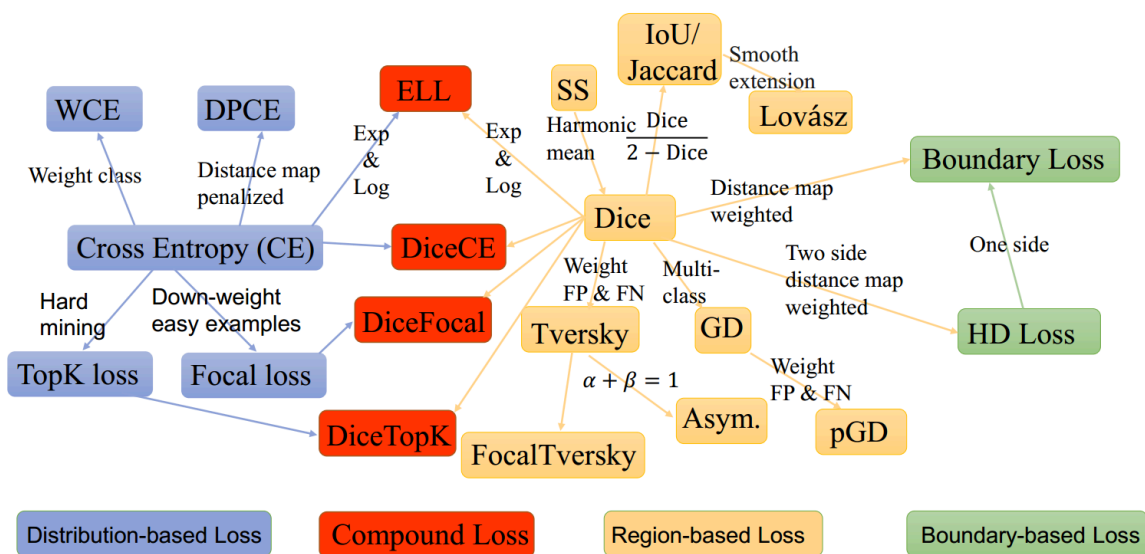 IoU/
Jaccard
Smooth
extension
Lovász
WCE
DPCE
ELL
SS
Harmonic
mean
Dice
2 − Dice
Exp
&
Log
Exp
&
Log
Weight class
Distance map
penalized
Boundary Loss
Distance map
weighted
Dice
Cross Entropy (CE)
DiceCE
One side
Two side
distance map
weighted
Weight
FP & FN
Multi-
class
Hard
mining
Down-weight
easy examples
DiceFocal
Tversky
GD
HD Loss
TopK loss
Focal loss
α + β = 1
Weight
FP & FN
DiceTopK
FocalTversky
Asym.
pGD
Distribution-based Loss
Compound Loss
Region-based Loss
Boundary-based Loss